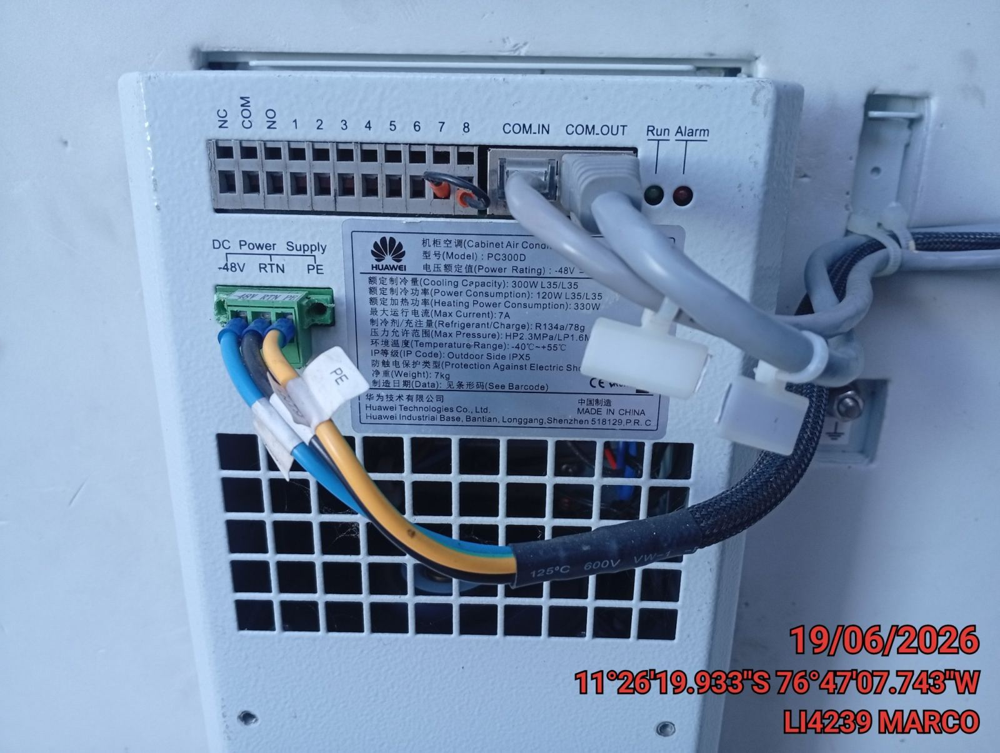 NC COM NO 1 2 3 4 5 6 7 8 COM_IN COM_OUT Run Alarm
DC Power Supply
-48V RTN PE
-48V RTN PE
HUAWEI
机柜空调(Cabinet Air Condi
型号(Model) : PC300D
电压额定值(Power Rating) : -48V
额定制冷量(Cooling Capacity): 300W L35/L35
额定制冷功率(Power Consumption): 120W L35/L35
额定加热功率(Heating Power Consumption): 330W
最大运行电流(Max Current): 7A
制冷剂/充注量(Refrigerant/Charge): R134a/78g
压力允许范围(Max Pressure): HP2.3MPa/LP1.6M
环境温度(Temperature Range): -40℃~+55℃
IP等级(IP Code): Outdoor Side IPX5
防触电保护类型(Protection Against Electric Sho
净重(Weight): 7kg
制造日期(Data): 见条形码(See Barcode)
CE
华为技术有限公司
Huawei Technologies Co., Ltd.
Huawei Industrial Base, Bantian, Longgang,Shenzhen 518129,P.R. C
中国制造
MADE IN CHINA
PE
125°C 600V VW-1
19/06/2026
11°26'19.933"S 76°47'07.743"W
LI4239 MARCO